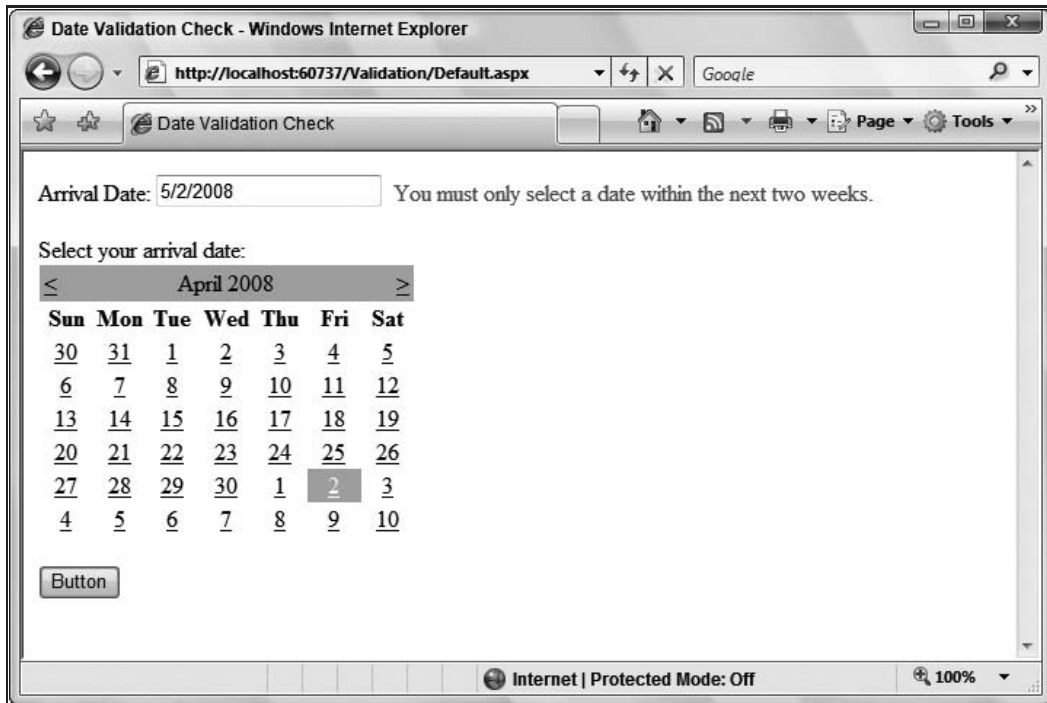 Date Validation Check - Windows Internet Explorer
http://localhost:60737/Validation/Default.aspx
Google
Date Validation Check
Page
Tools
Arrival Date: 5/2/2008 You must only select a date within the next two weeks.
Select your arrival date:
< April 2008 >
Sun Mon Tue Wed Thu Fri Sat
30 31 1 2 3 4 5
6 7 8 9 10 11 12
13 14 15 16 17 18 19
20 21 22 23 24 25 26
27 28 29 30 1 2 3
4 5 6 7 8 9 10
Button
Internet | Protected Mode: Off
100%